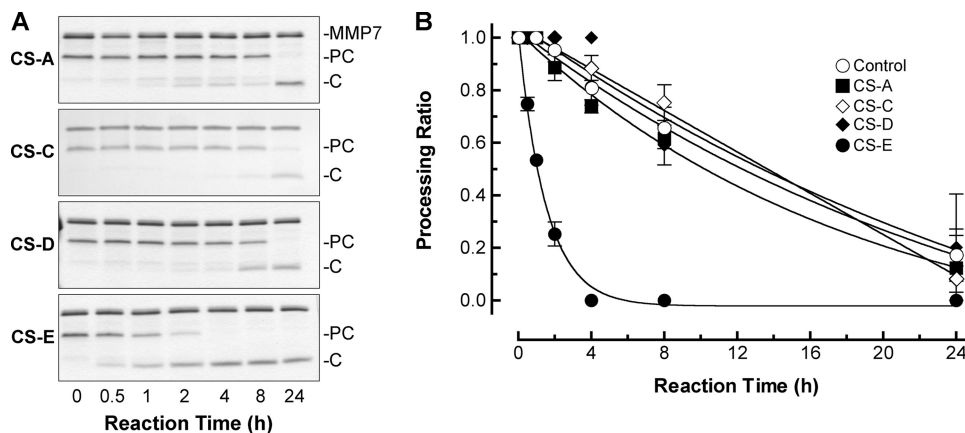 A
CS-A
-MMP7
-PC
-C
CS-C
-PC
-C
CS-D
-PC
-C
CS-E
-PC
-C
0 0.5 1 2 4 8 24
Reaction Time (h)
B
Processing Ratio
1.0
0.8
0.6
0.4
0.2
0.0
Control
CS-A
CS-C
CS-D
CS-E
0 4 8 12 16 20 24
Reaction Time (h)